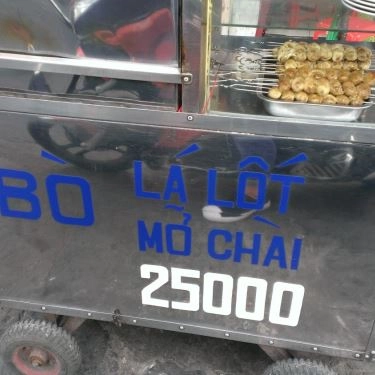 BÒ LÁ LỐT
MỠ CHÀI
25000